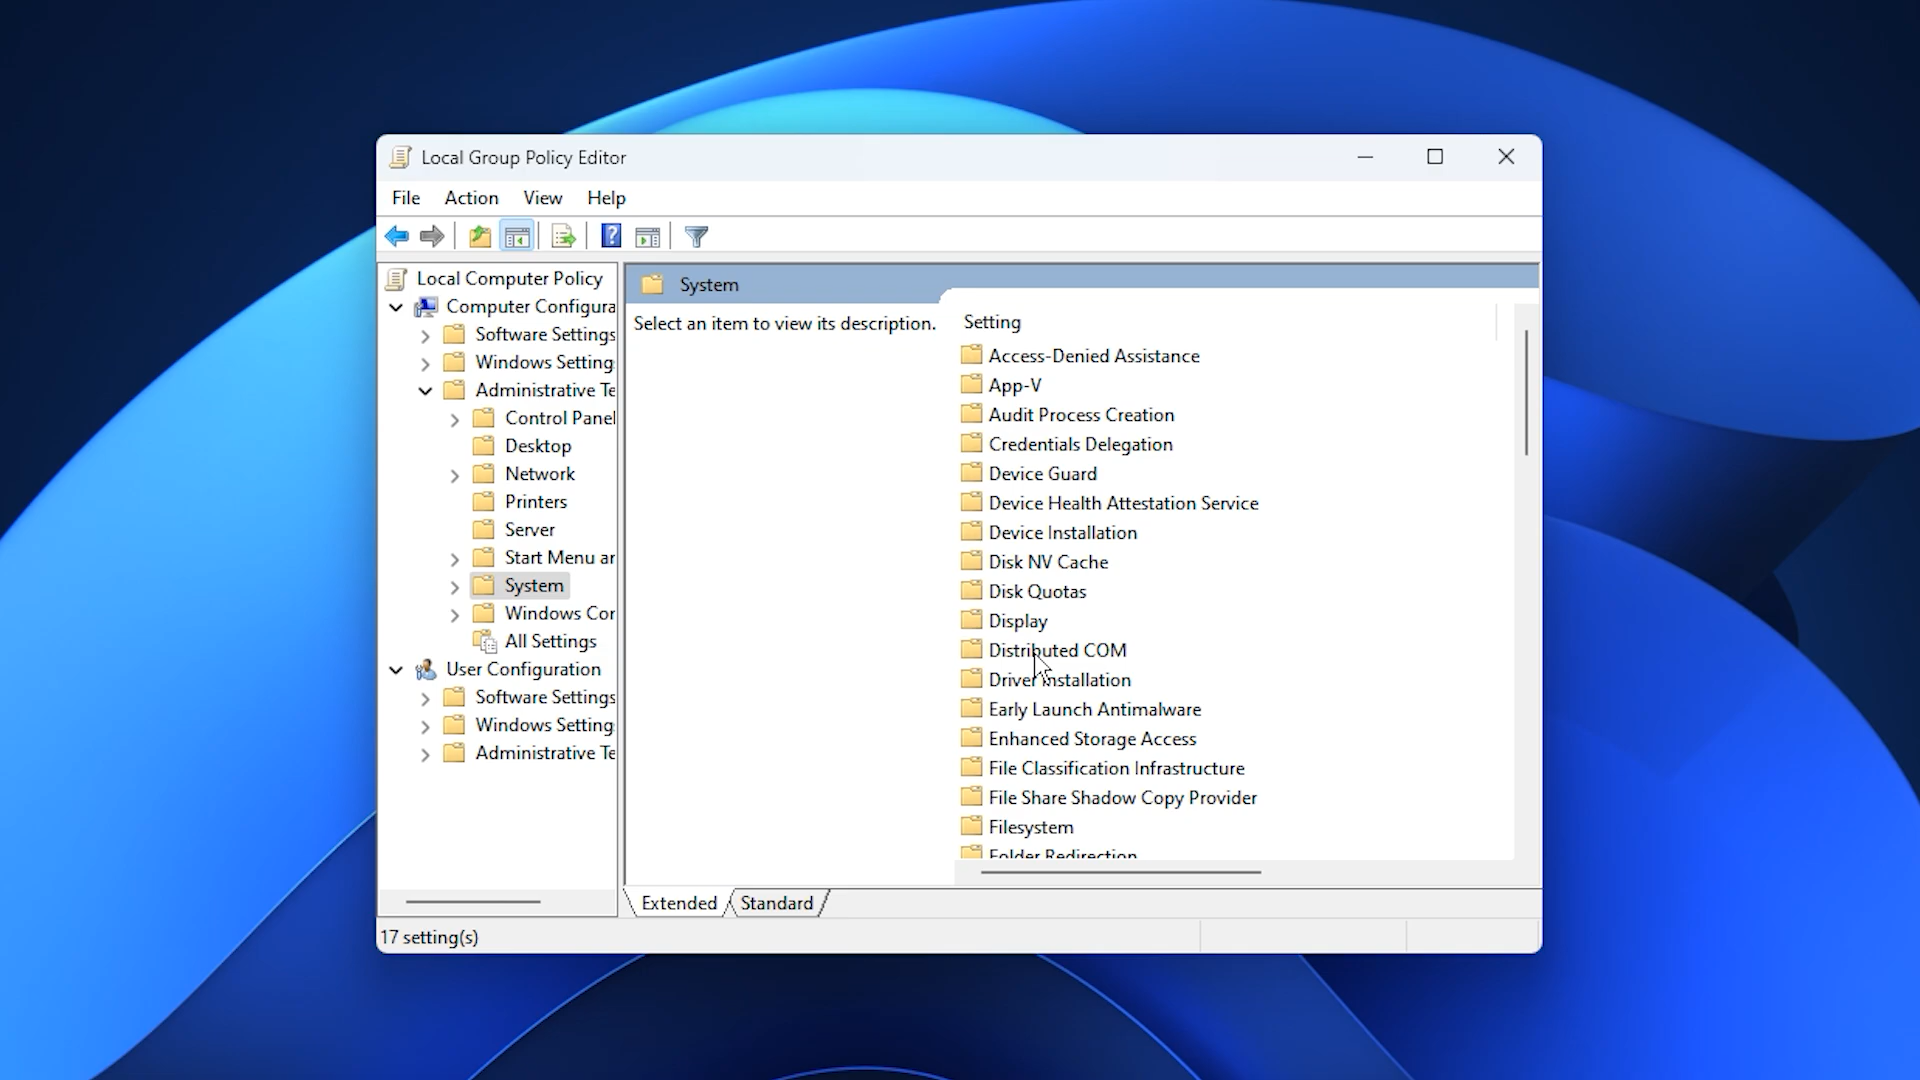 Local Group Policy Editor
File Action View Help
Local Computer Policy
Computer Configura
Software Settings
Windows Setting
Administrative Te
Control Panel
Desktop
Network
Printers
Server
Start Menu ar
System
Windows Cor
All Settings
User Configuration
Software Settings
Windows Setting
Administrative Te
System
Select an item to view its description.
Setting
Access-Denied Assistance
App-V
Audit Process Creation
Credentials Delegation
Device Guard
Device Health Attestation Service
Device Installation
Disk NV Cache
Disk Quotas
Display
Distributed COM
Driver Installation
Early Launch Antimalware
Enhanced Storage Access
File Classification Infrastructure
File Share Shadow Copy Provider
Filesystem
Folder Redirection
Extended Standard
17 setting(s)